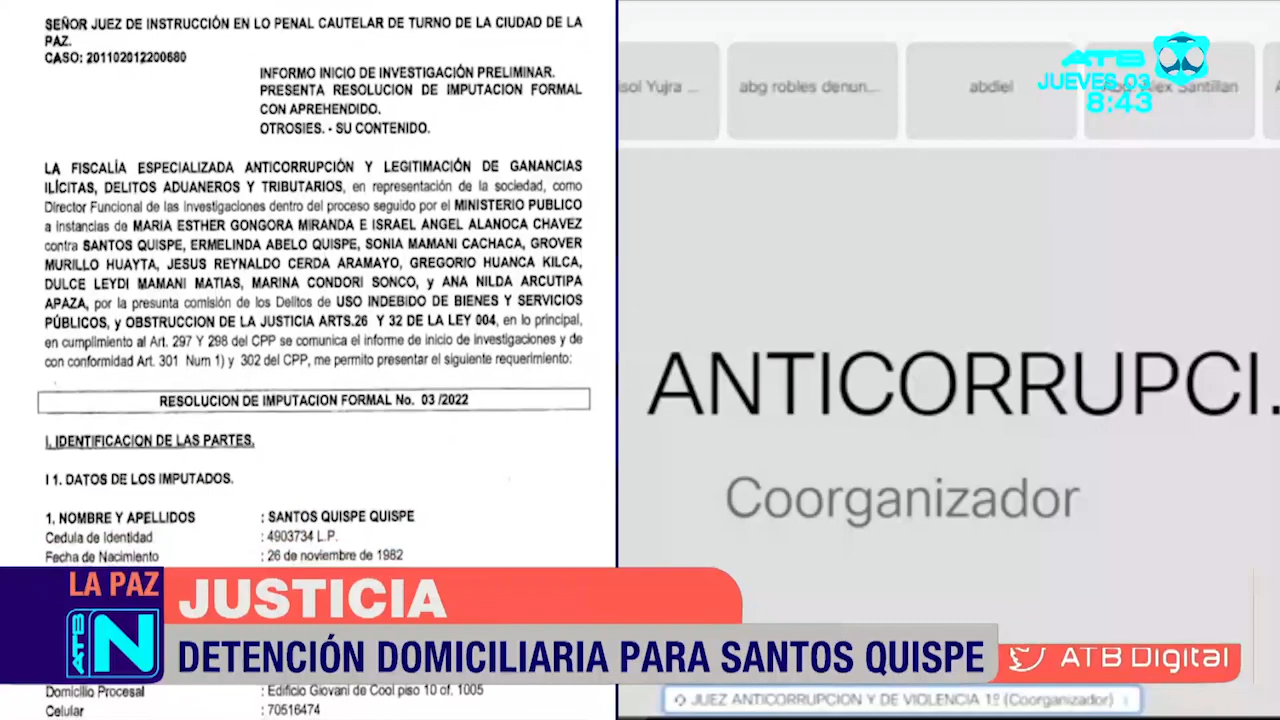 SEÑOR JUEZ DE INSTRUCCIÓN EN LO PENAL CAUTELAR DE TURNO DE LA CIUDAD DE LA
PAZ.
CASO: 201102012200680
INFORMO INICIO DE INVESTIGACIÓN PRELIMINAR.
PRESENTA RESOLUCION DE IMPUTACION FORMAL
CON APREHENDIDO.
OTROSIES. - SU CONTENIDO.
LA FISCALÍA ESPECIALIZADA ANTICORRUPCIÓN Y LEGITIMACIÓN DE GANANCIAS
ILÍCITAS, DELITOS ADUANEROS Y TRIBUTARIOS, en representación de la sociedad, como
Director Funcional de las investigaciones dentro del proceso seguido por el MINISTERIO PUBLICO
a instancias de MARIA ESTHER GONGORA MIRANDA E ISRAEL ANGEL ALANOCA CHAVEZ
contra SANTOS QUISPE, ERMELINDA ABELO QUISPE, SONIA MAMANI CACHACA, GROVER
MURILLO HUAYTA, JESUS REYNALDO CERDA ARAMAYO, GREGORIO HUANCA KILCA,
DULCE LEYDI MAMANI MATIAS, MARINA CONDORI SONCO, y ANA NILDA ARCUTIPA
APAZA, por la presunta comisión de los Delitos de USO INDEBIDO DE BIENES Y SERVICIOS
PÚBLICOS, y OBSTRUCCION DE LA JUSTICIA ARTS.26 Y 32 DE LA LEY 004, en lo principal,
en cumplimiento al Art. 297 Y 298 del CPP se comunica el informe de inicio de investigaciones y de
con conformidad Art. 301 Num 1) y 302 del CPP, me permito presentar el siguiente requerimiento:
RESOLUCION DE IMPUTACION FORMAL No. 03 /2022
I. IDENTIFICACION DE LAS PARTES.
I 1. DATOS DE LOS IMPUTADOS.
1. NOMBRE Y APELLIDOS : SANTOS QUISPE QUISPE
Cedula de Identidad : 4903734 L.P.
Fecha de Nacimiento : 26 de noviembre de 1982
Domicilio Procesal : Edificio Giovani de Cool piso 10 of. 1005
Celular : 70516474
isol Yujra ...
abg robles denun...
abdiel
Alex Santillan
ATB
JUEVES 03
8:43
ANTICORRUPCI.
Coorganizador
LA PAZ
ATB N
JUSTICIA
DETENCIÓN DOMICILIARIA PARA SANTOS QUISPE
ATB Digital
JUEZ ANTICORRUPCION Y DE VIOLENCIA 1º (Coorganizador)